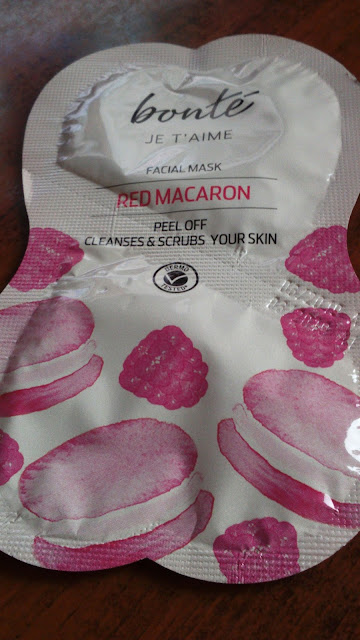 bonté
JE T'AIME
FACIAL MASK
RED MACARON
PEEL OFF
CLEANSES & SCRUBS YOUR SKIN
DERMO
TESTED